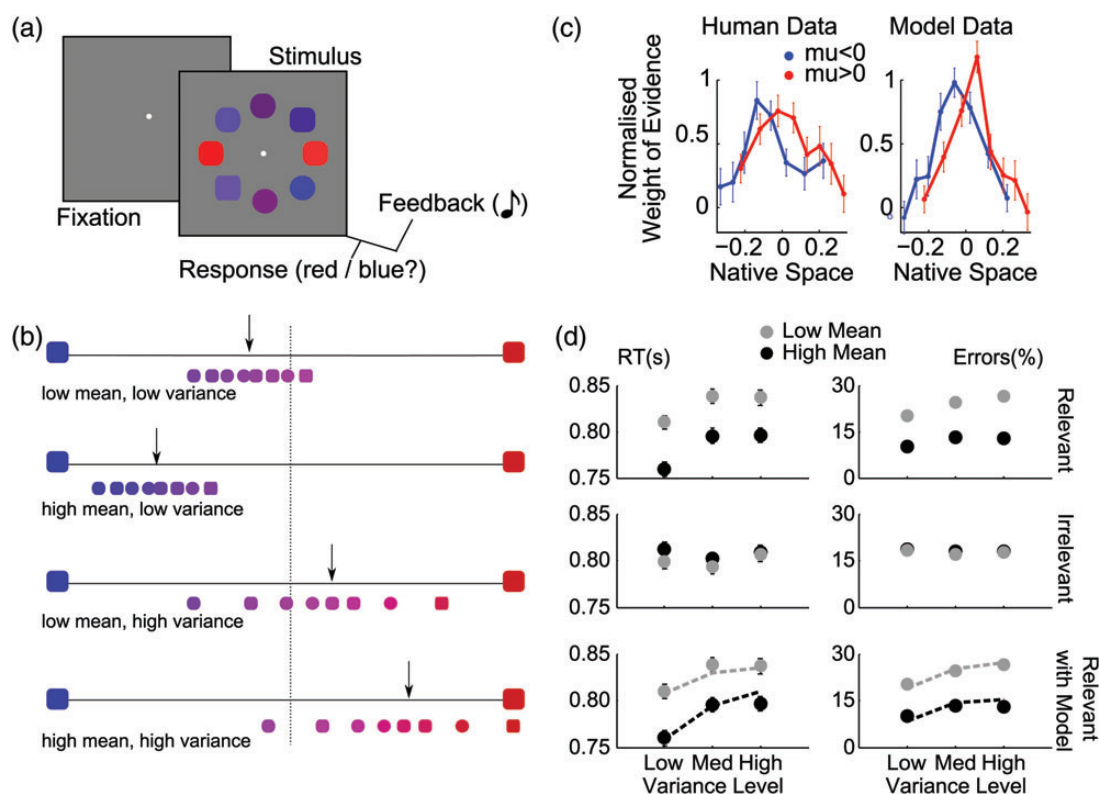 (a)
Stimulus
Fixation
Feedback (♪)
Response (red / blue?)
(b)
low mean, low variance
high mean, low variance
low mean, high variance
high mean, high variance
(c)
Human Data
Model Data
mu<0
mu>0
Normalised
Weight of Evidence
1
0.5
0
−0.2 0 0.2
Native Space
1
0.5
0
−0.2 0 0.2
Native Space
(d)
Low Mean
High Mean
RT(s)
Errors(%)
0.85
0.80
0.75
30
15
0
Relevant
0.85
0.80
0.75
30
15
0
Irrelevant
0.85
0.80
0.75
30
15
0
Relevant
with Model
Low Med High
Variance Level
Low Med High
Variance Level